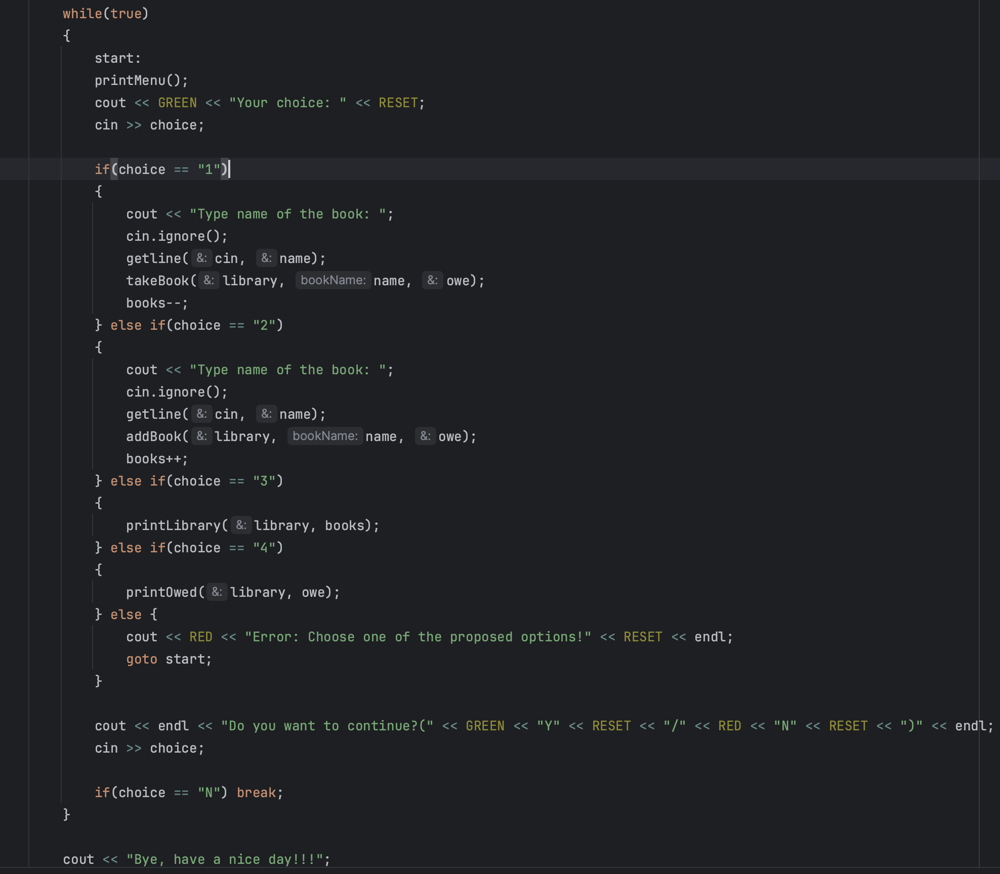 while(true)
{
start:
printMenu();
cout << GREEN << "Your choice: " << RESET;
cin >> choice;
if(choice == "1")
{
cout << "Type name of the book: ";
cin.ignore();
getline( &: cin, &: name);
takeBook( &: library, bookName: name, &: owe);
books--;
} else if(choice == "2")
{
cout << "Type name of the book: ";
cin.ignore();
getline( &: cin, &: name);
addBook( &: library, bookName: name, &: owe);
books++;
} else if(choice == "3")
{
printLibrary( &: library, books);
} else if(choice == "4")
{
printOwed( &: library, owe);
} else {
cout << RED << "Error: Choose one of the proposed options!" << RESET << endl;
goto start;
}
cout << endl << "Do you want to continue?(" << GREEN << "Y" << RESET << "/" << RED << "N" << RESET << ")" << endl;
cin >> choice;
if(choice == "N") break;
}
cout << "Bye, have a nice day!!!";